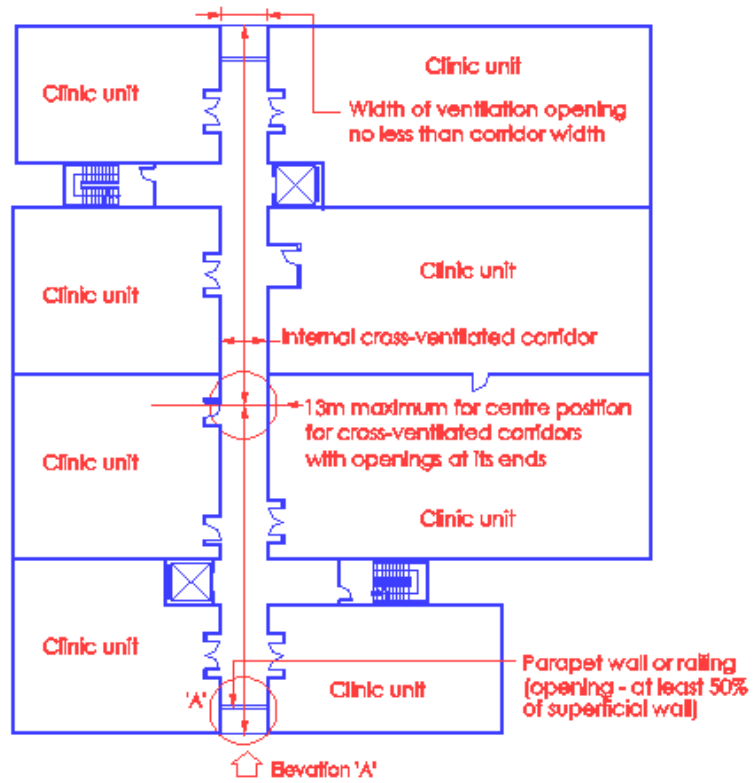 Clinic unit
Clinic unit
Width of ventilation opening
no less than corridor width
Clinic unit
Clinic unit
Internal cross-ventilated corridor
13m maximum for centre position
for cross-ventilated corridors
with openings at its ends
Clinic unit
Clinic unit
Clinic unit
Clinic unit
Parapet wall or railing
(opening - at least 50%
of superficial wall)
'A'
Elevation 'A'